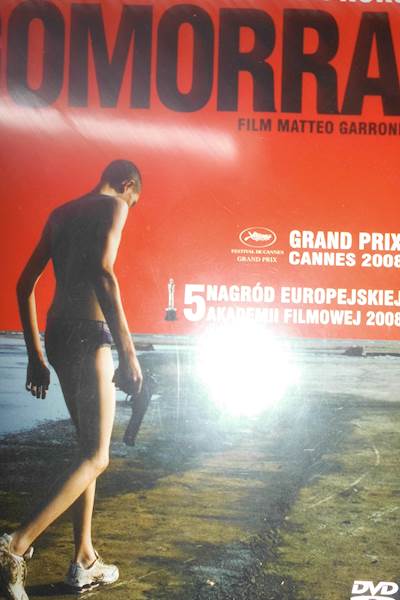 GOMORRA
FILM MATTEO GARRON
FESTIVAL DE CANNES
GRAND PRIX
GRAND PRIX
CANNES 2008
5 NAGRÓD EUROPEJSKIEJ
AKADEMII FILMOWEJ 2008
DVD